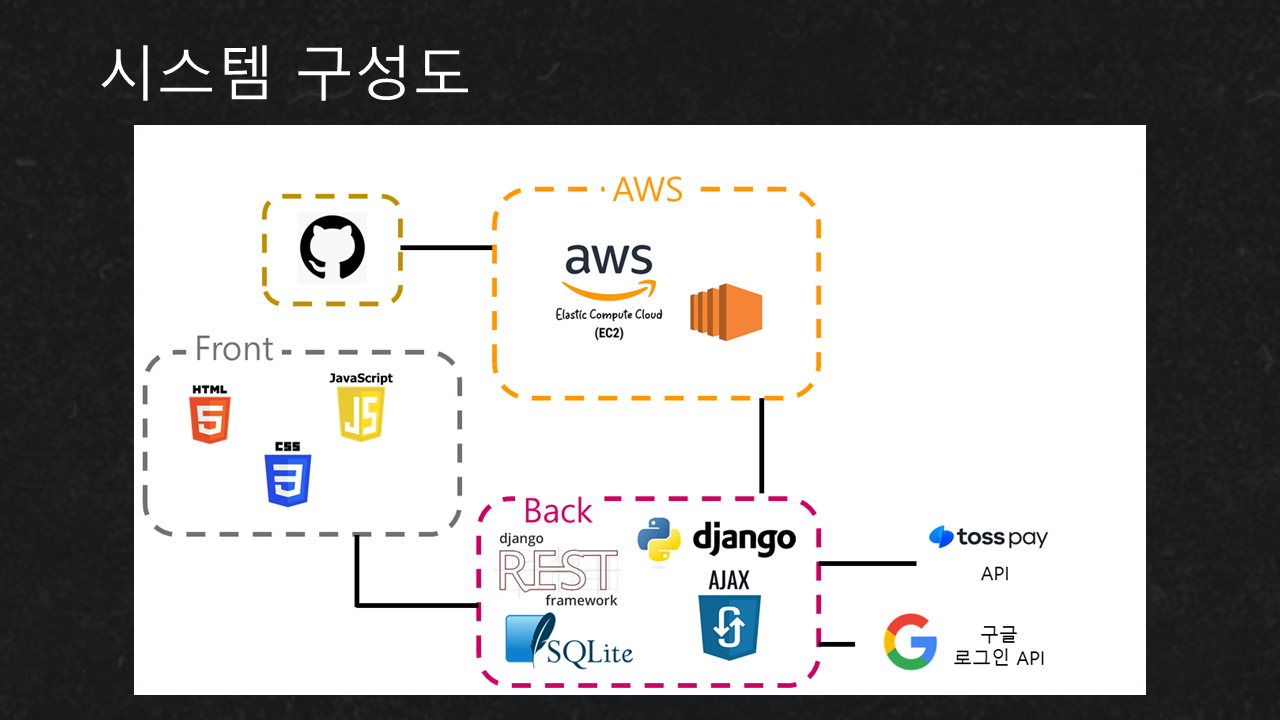 시스템 구성도
AWS
aws
Elastic Compute Cloud
(EC2)
Front
HTML
5
JavaScript
JS
CSS
3
Back
django
REST
framework
django
AJAX
SQLite
toss pay
API
구글
로그인 API